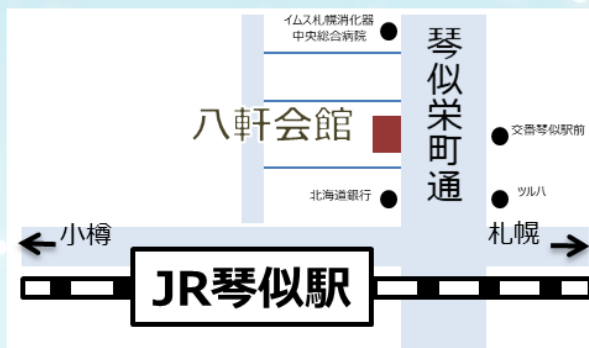 イムス札幌消化器
中央総合病院
琴似栄町通
八軒会館
交番琴似駅前
北海道銀行
ツルハ
小樽
札幌
JR琴似駅